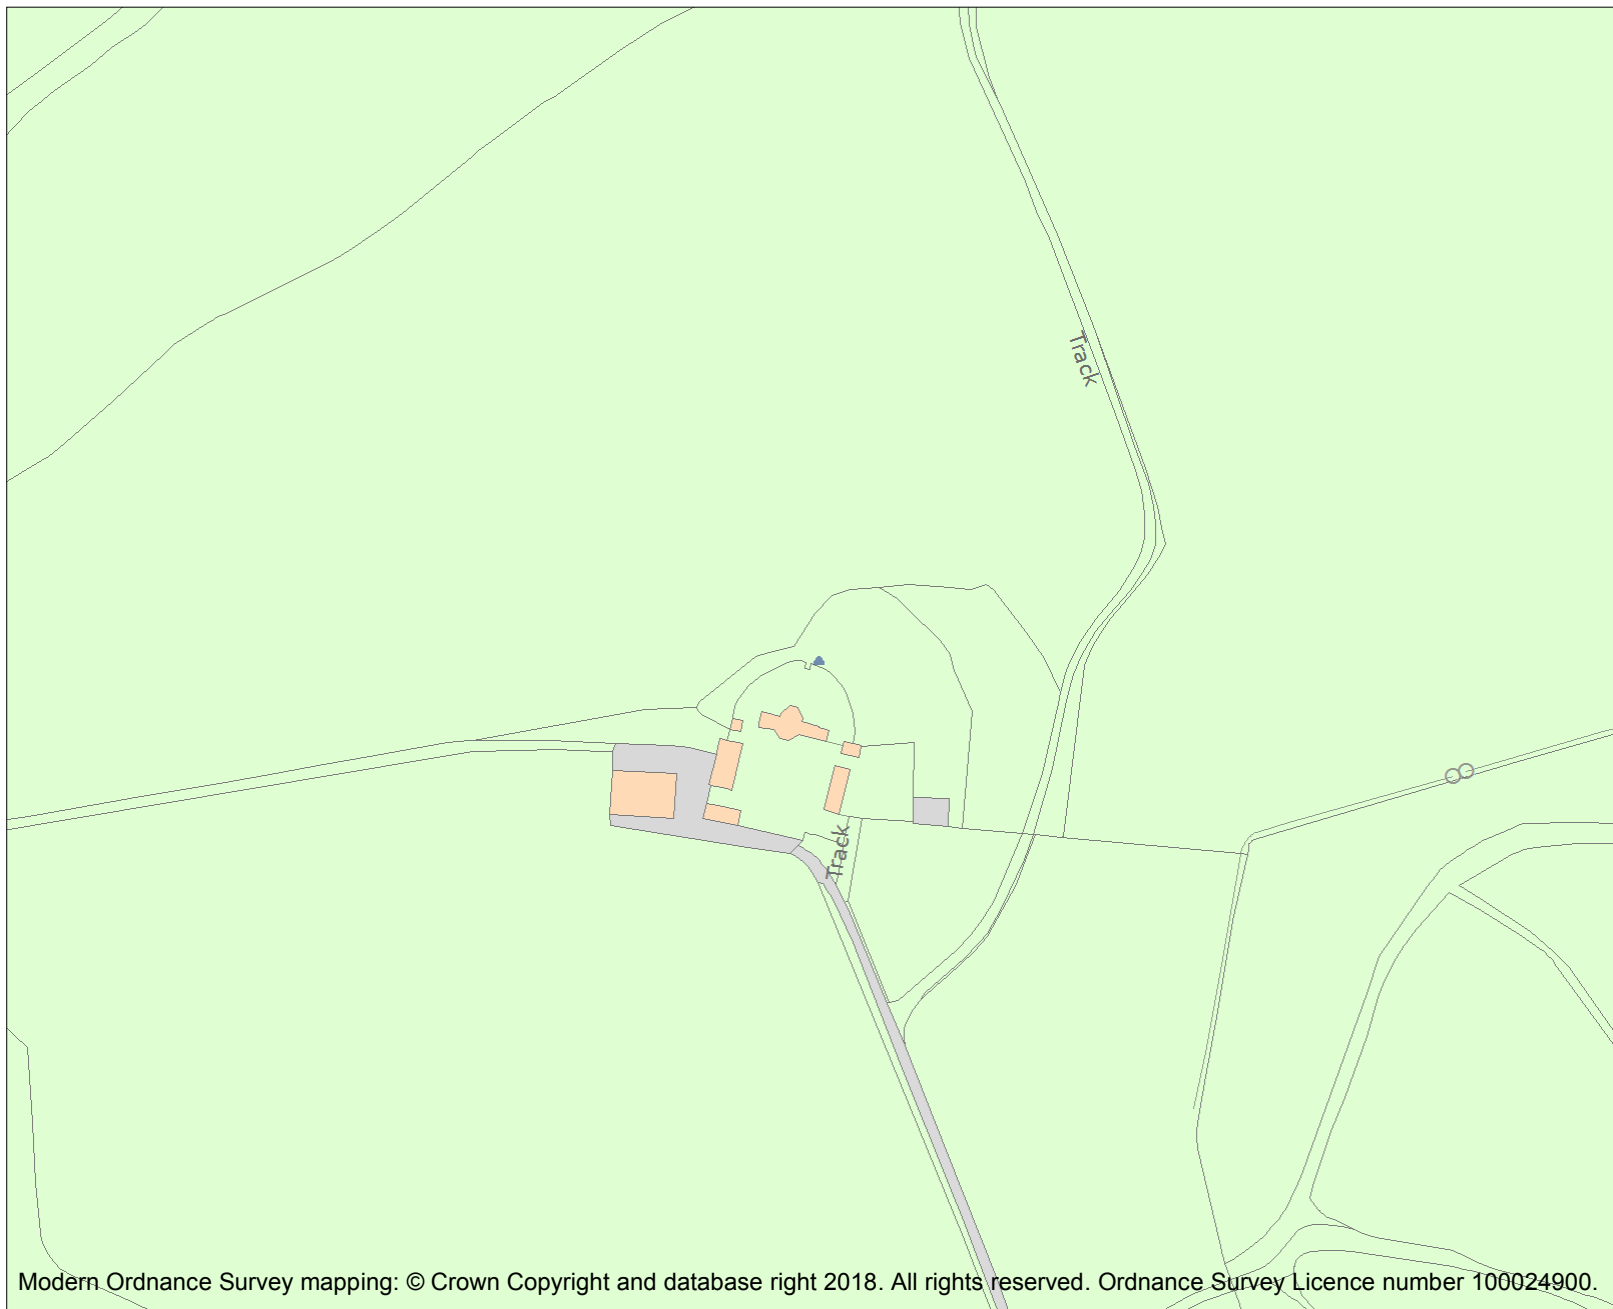 Track
Track
Modern Ordnance Survey mapping: © Crown Copyright and database right 2018. All rights reserved. Ordnance Survey Licence number 100024900.